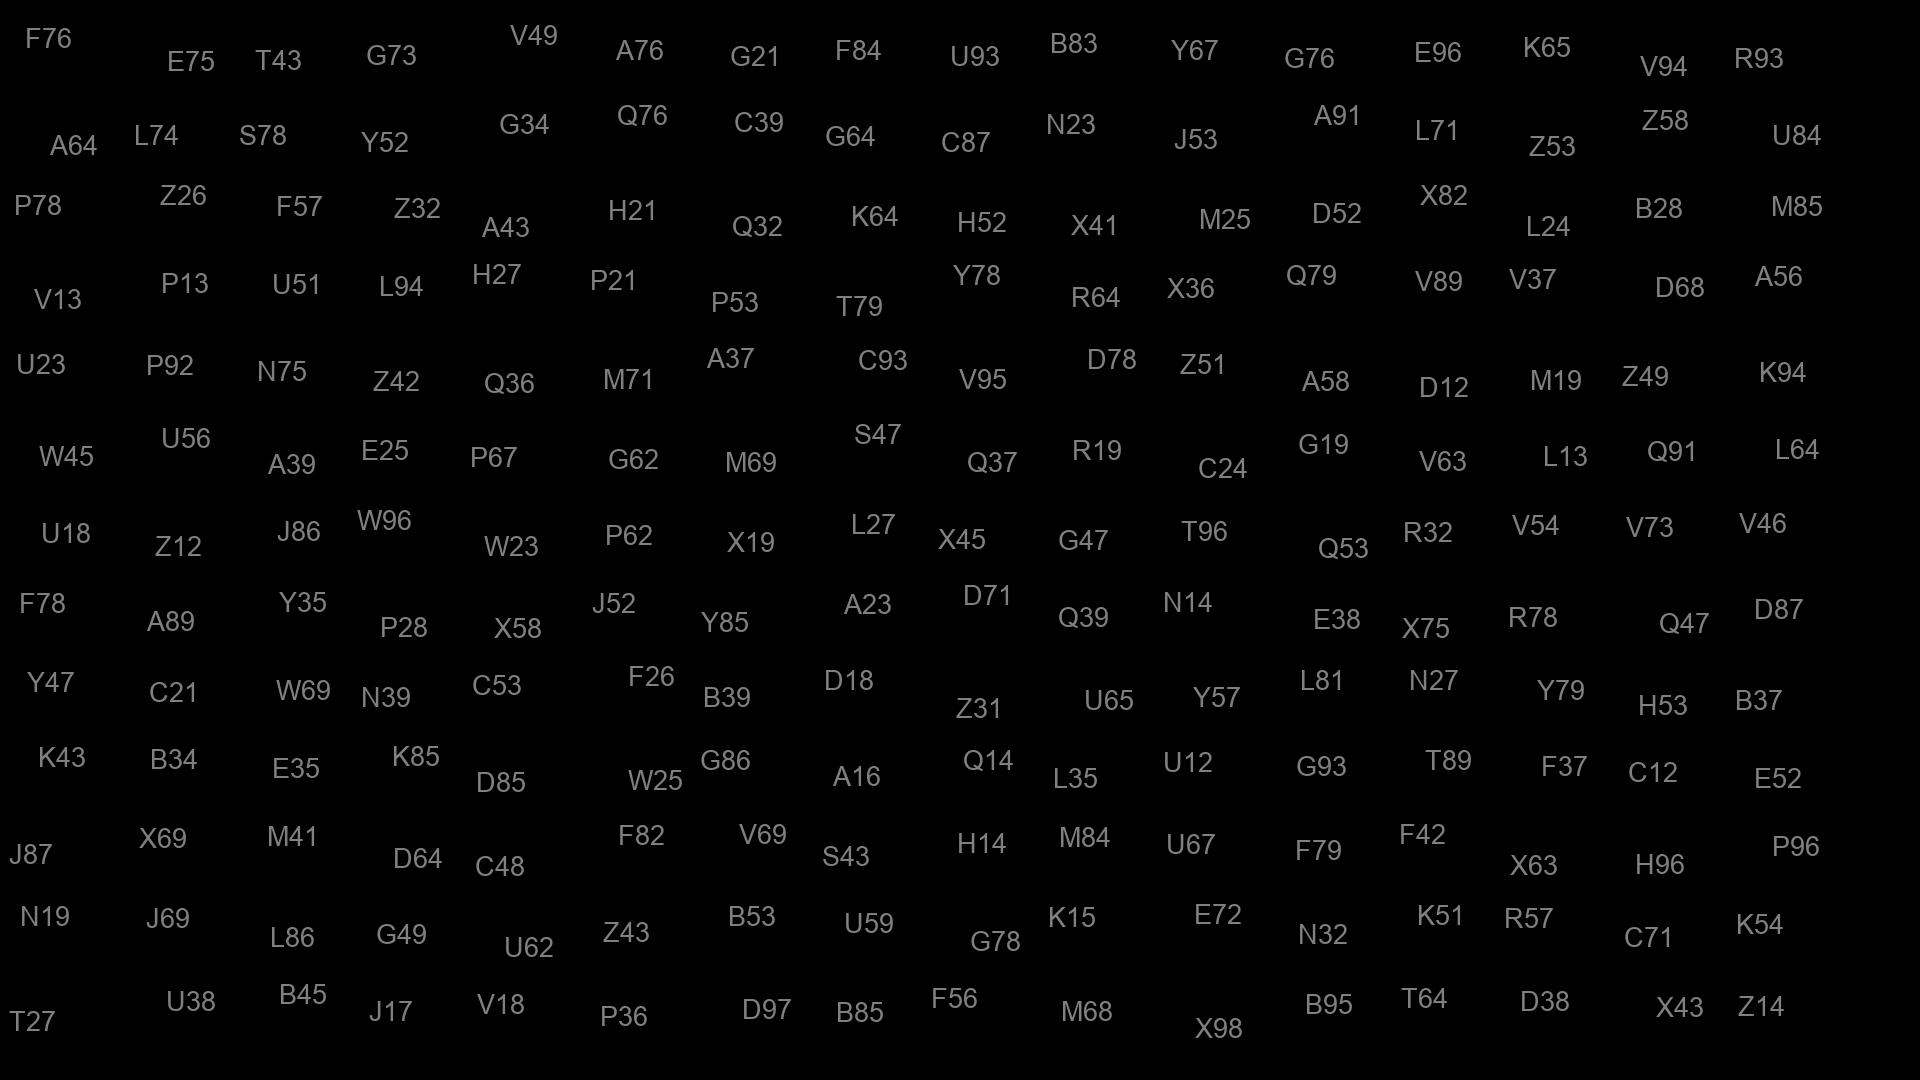 F76 E75 T43 G73 V49 A76 G21 F84 U93 B83 Y67 G76 E96 K65 V94 R93
A64 L74 S78 Y52 G34 Q76 C39 G64 C87 N23 J53 A91 L71 Z53 Z58 U84
P78 Z26 F57 Z32 A43 H21 Q32 K64 H52 X41 M25 D52 X82 L24 B28 M85
V13 P13 U51 L94 H27 P21 P53 T79 Y78 R64 X36 Q79 V89 V37 D68 A56
U23 P92 N75 Z42 Q36 M71 A37 C93 V95 D78 Z51 A58 D12 M19 Z49 K94
W45 U56 A39 E25 P67 G62 M69 S47 Q37 R19 C24 G19 V63 L13 Q91 L64
U18 Z12 J86 W96 W23 P62 X19 L27 X45 G47 T96 Q53 R32 V54 V73 V46
F78 A89 Y35 P28 X58 J52 Y85 A23 D71 Q39 N14 E38 X75 R78 Q47 D87
Y47 C21 W69 N39 C53 F26 B39 D18 Z31 U65 Y57 L81 N27 Y79 H53 B37
K43 B34 E35 K85 D85 W25 G86 A16 Q14 L35 U12 G93 T89 F37 C12 E52
J87 X69 M41 D64 C48 F82 V69 S43 H14 M84 U67 F79 F42 X63 H96 P96
N19 J69 L86 G49 U62 Z43 B53 U59 G78 K15 E72 N32 K51 R57 C71 K54
T27 U38 B45 J17 V18 P36 D97 B85 F56 M68 X98 B95 T64 D38 X43 Z14